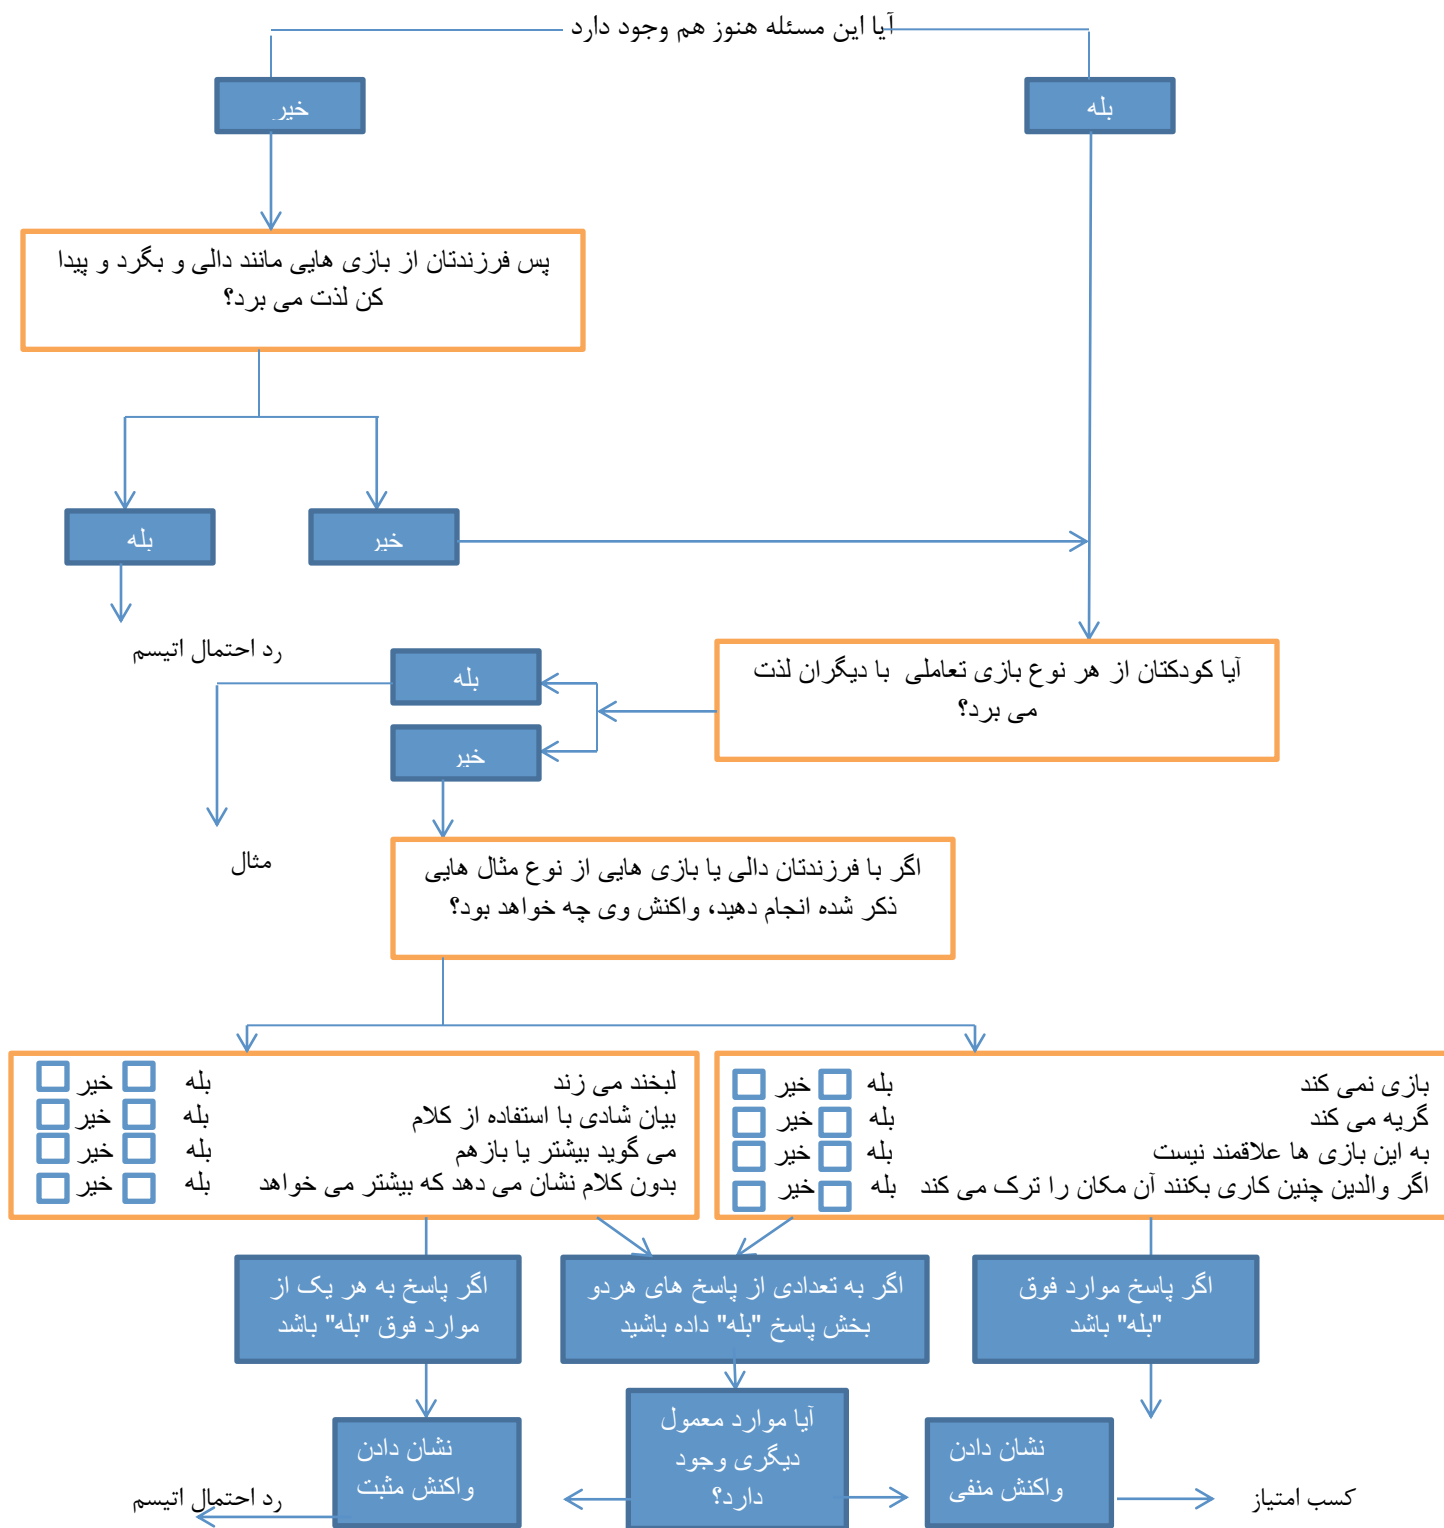 آیا این مسئله هنوز هم وجود دارد
بله
خیر
پس فرزندتان از بازی هایی مانند دالی و بگرد و پیدا
کن لذت می برد؟
خیر
بله
رد احتمال اتیسم
آیا کودکتان از هر نوع بازی تعاملی با دیگران لذت
می برد؟
بله
خیر
مثال
اگر با فرزندتان دالی یا بازی هایی از نوع مثال هایی
ذکر شده انجام دهید، واکنش وی چه خواهد بود؟
بازی نمی کند بله خیر
گریه می کند بله خیر
به این بازی ها علاقمند نیست بله خیر
اگر والدین چنین کاری بکنند آن مکان را ترک می کند بله خیر
لبخند می زند بله خیر
بیان شادی با استفاده از کلام بله خیر
می گوید بیشتر یا بازهم بله خیر
بدون کلام نشان می دهد که بیشتر می خواهد بله خیر
اگر پاسخ موارد فوق
"بله" باشد
اگر به تعدادی از پاسخ های هردو
بخش پاسخ "بله" داده باشید
اگر پاسخ به هر یک از
موارد فوق "بله" باشد
کسب امتیاز
نشان دادن
واکنش منفی
آیا موارد معمول
دیگری وجود
دارد؟
نشان دادن
واکنش مثبت
رد احتمال اتیسم